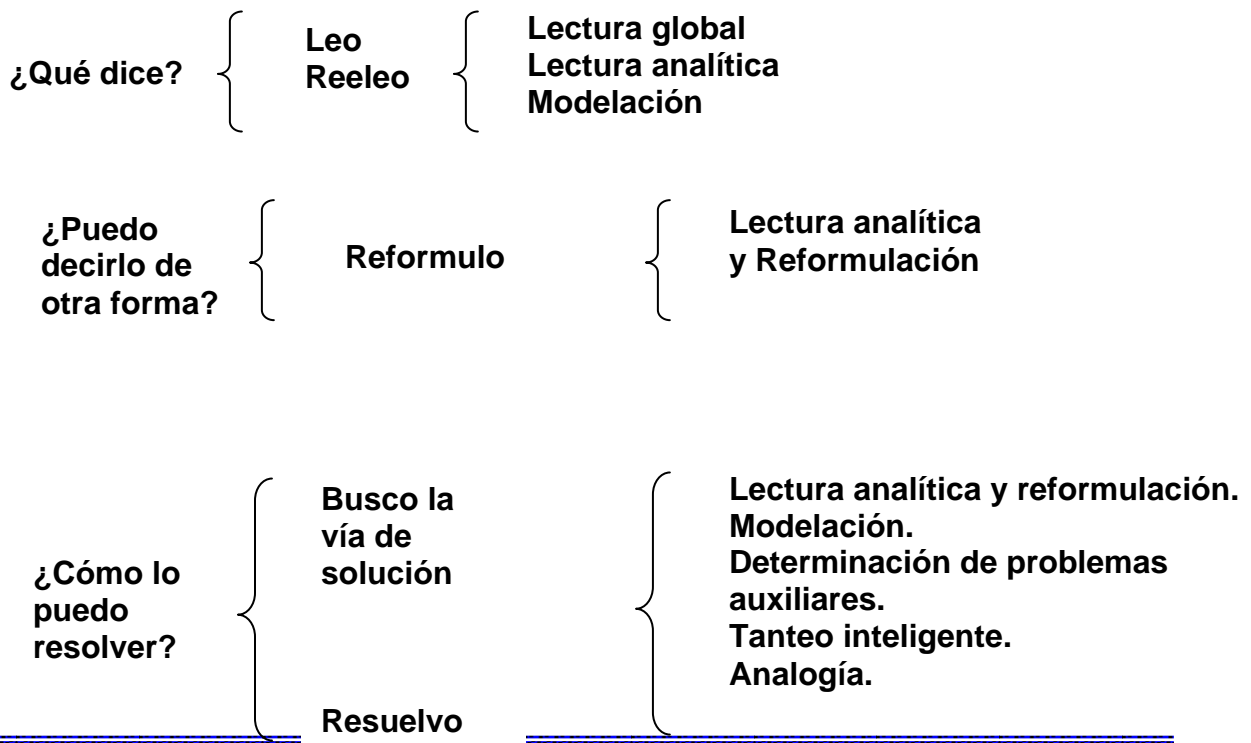 ¿Qué dice?
Leo
Reeleo
Lectura global
Lectura analítica
Modelación
¿Puedo
decirlo de
otra forma?
Reformulo
Lectura analítica
y Reformulación
¿Cómo lo
puedo
resolver?
Busco la
vía de
solución
Resuelvo
Lectura analítica y reformulación.
Modelación.
Determinación de problemas
auxiliares.
Tanteo inteligente.
Analogía.